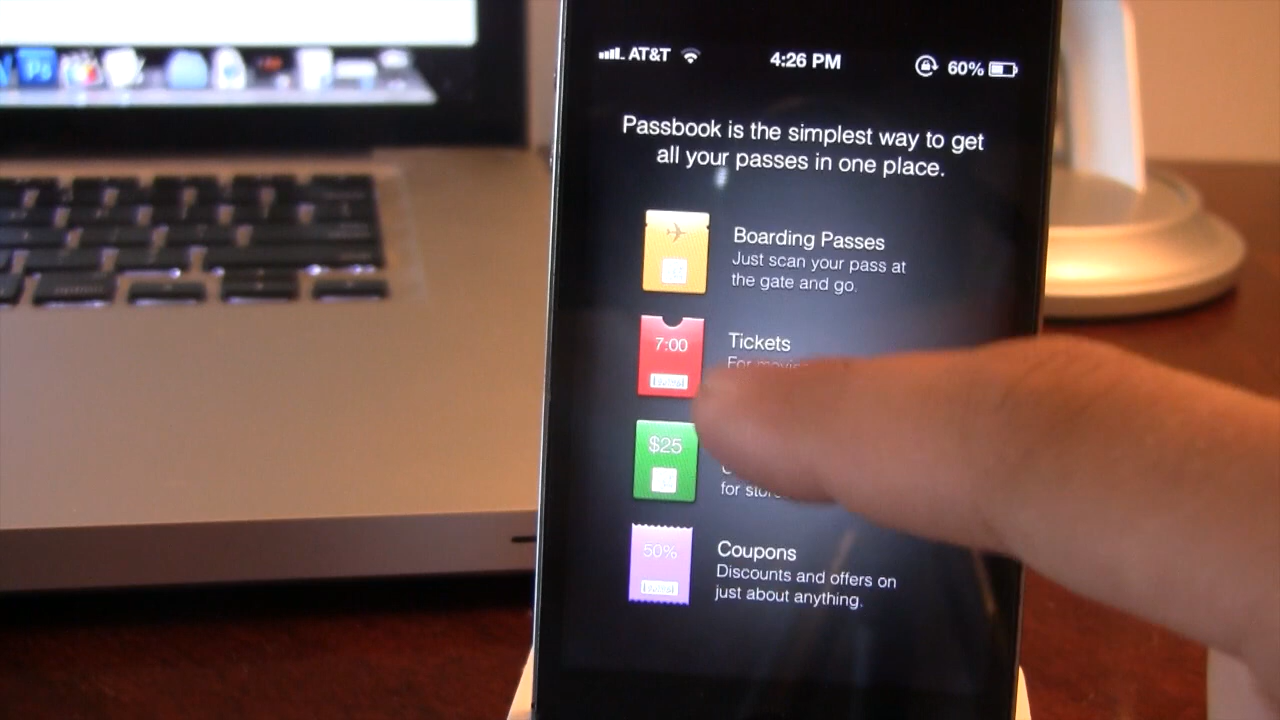 AT&T 4:26 PM 60%
Passbook is the simplest way to get
all your passes in one place.
Boarding Passes
Just scan your pass at
the gate and go.
7:00
Tickets
For
$25
for
50%
Coupons
Discounts and offers on
just about anything.
Ps